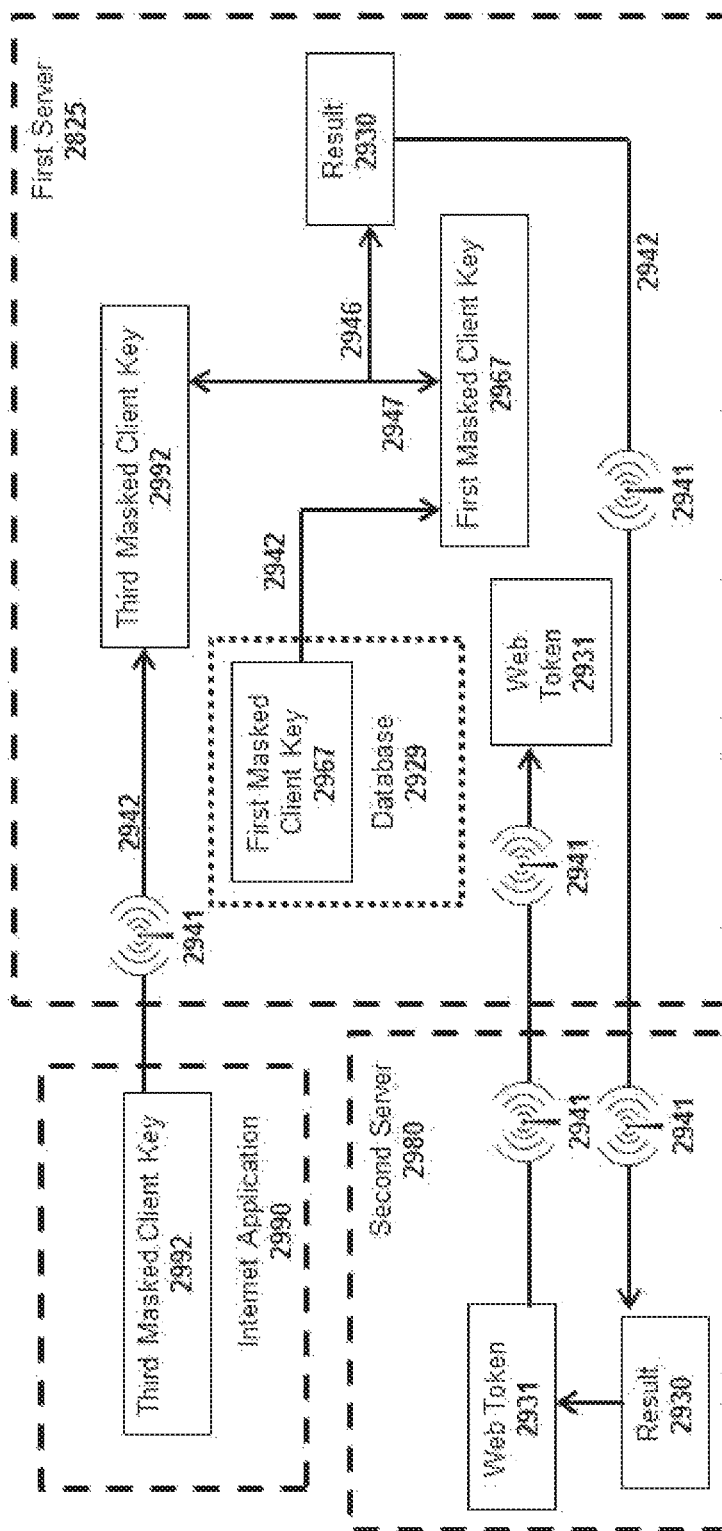 Third Masked Client Key
2992
Internet Application
2990
2941
2942
Third Masked Client Key
2992
First Server
2825
First Masked
Client Key
2967
Database
2929
2942
2947
2946
Result
2930
First Masked Client Key
2967
Second Server
2980
Web Token
2931
2941
2941
Web
Token
2931
Result
2930
2941
2941
2942